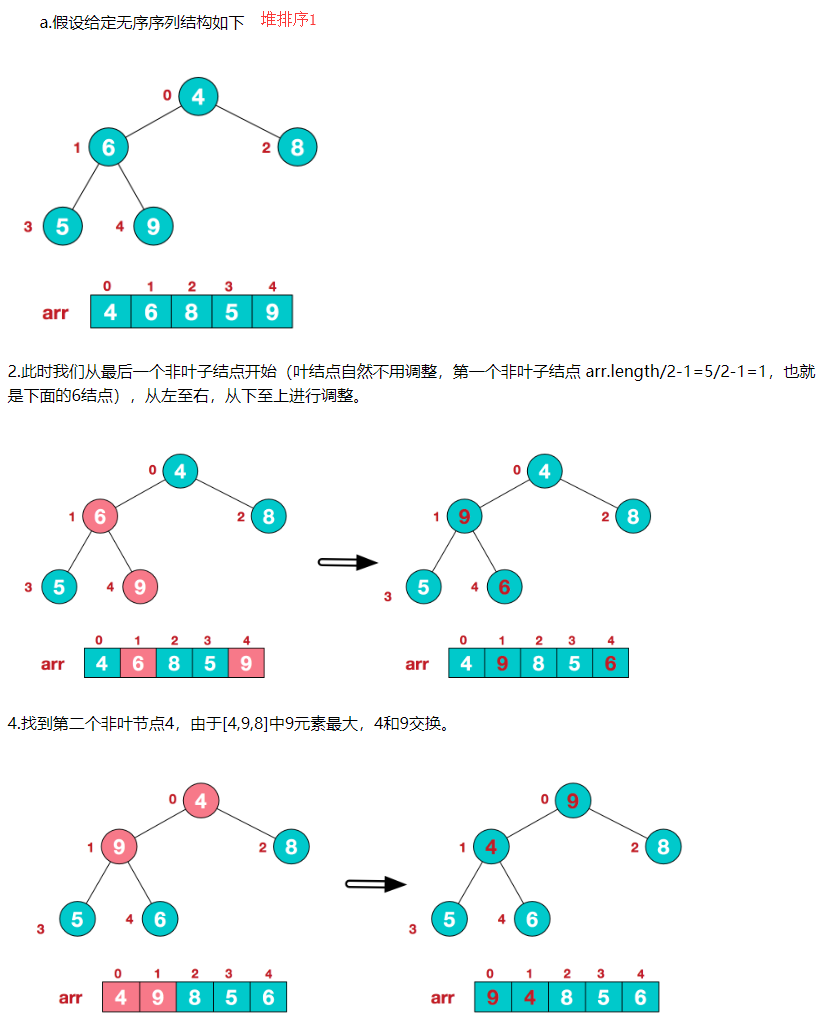 a.假设给定无序序列结构如下 堆排序1
0 4
1 6 2 8
3 5 4 9
0 1 2 3 4
arr 4 6 8 5 9
2.此时我们从最后一个非叶子结点开始（叶结点自然不用调整，第一个非叶子结点 arr.length/2-1=5/2-1=1，也就
是下面的6结点），从左至右，从下至上进行调整。
0 4 0 4
1 6 2 8 1 9 2 8
3 5 4 9 3 5 4 6
0 1 2 3 4 0 1 2 3 4
arr 4 6 8 5 9 arr 4 9 8 5 6
4.找到第二个非叶节点4，由于[4,9,8]中9元素最大，4和9交换。
0 4 0 9
1 9 2 8 1 4 2 8
3 5 4 6 3 5 4 6
0 1 2 3 4 0 1 2 3 4
arr 4 9 8 5 6 arr 9 4 8 5 6